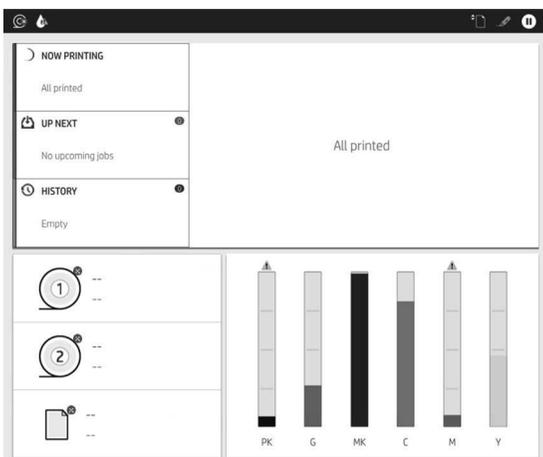 NOW PRINTING
All printed
UP NEXT
0
No upcoming jobs
HISTORY
0
Empty
All printed
1
--
--
2
--
--
--
--
PK G MK C M Y